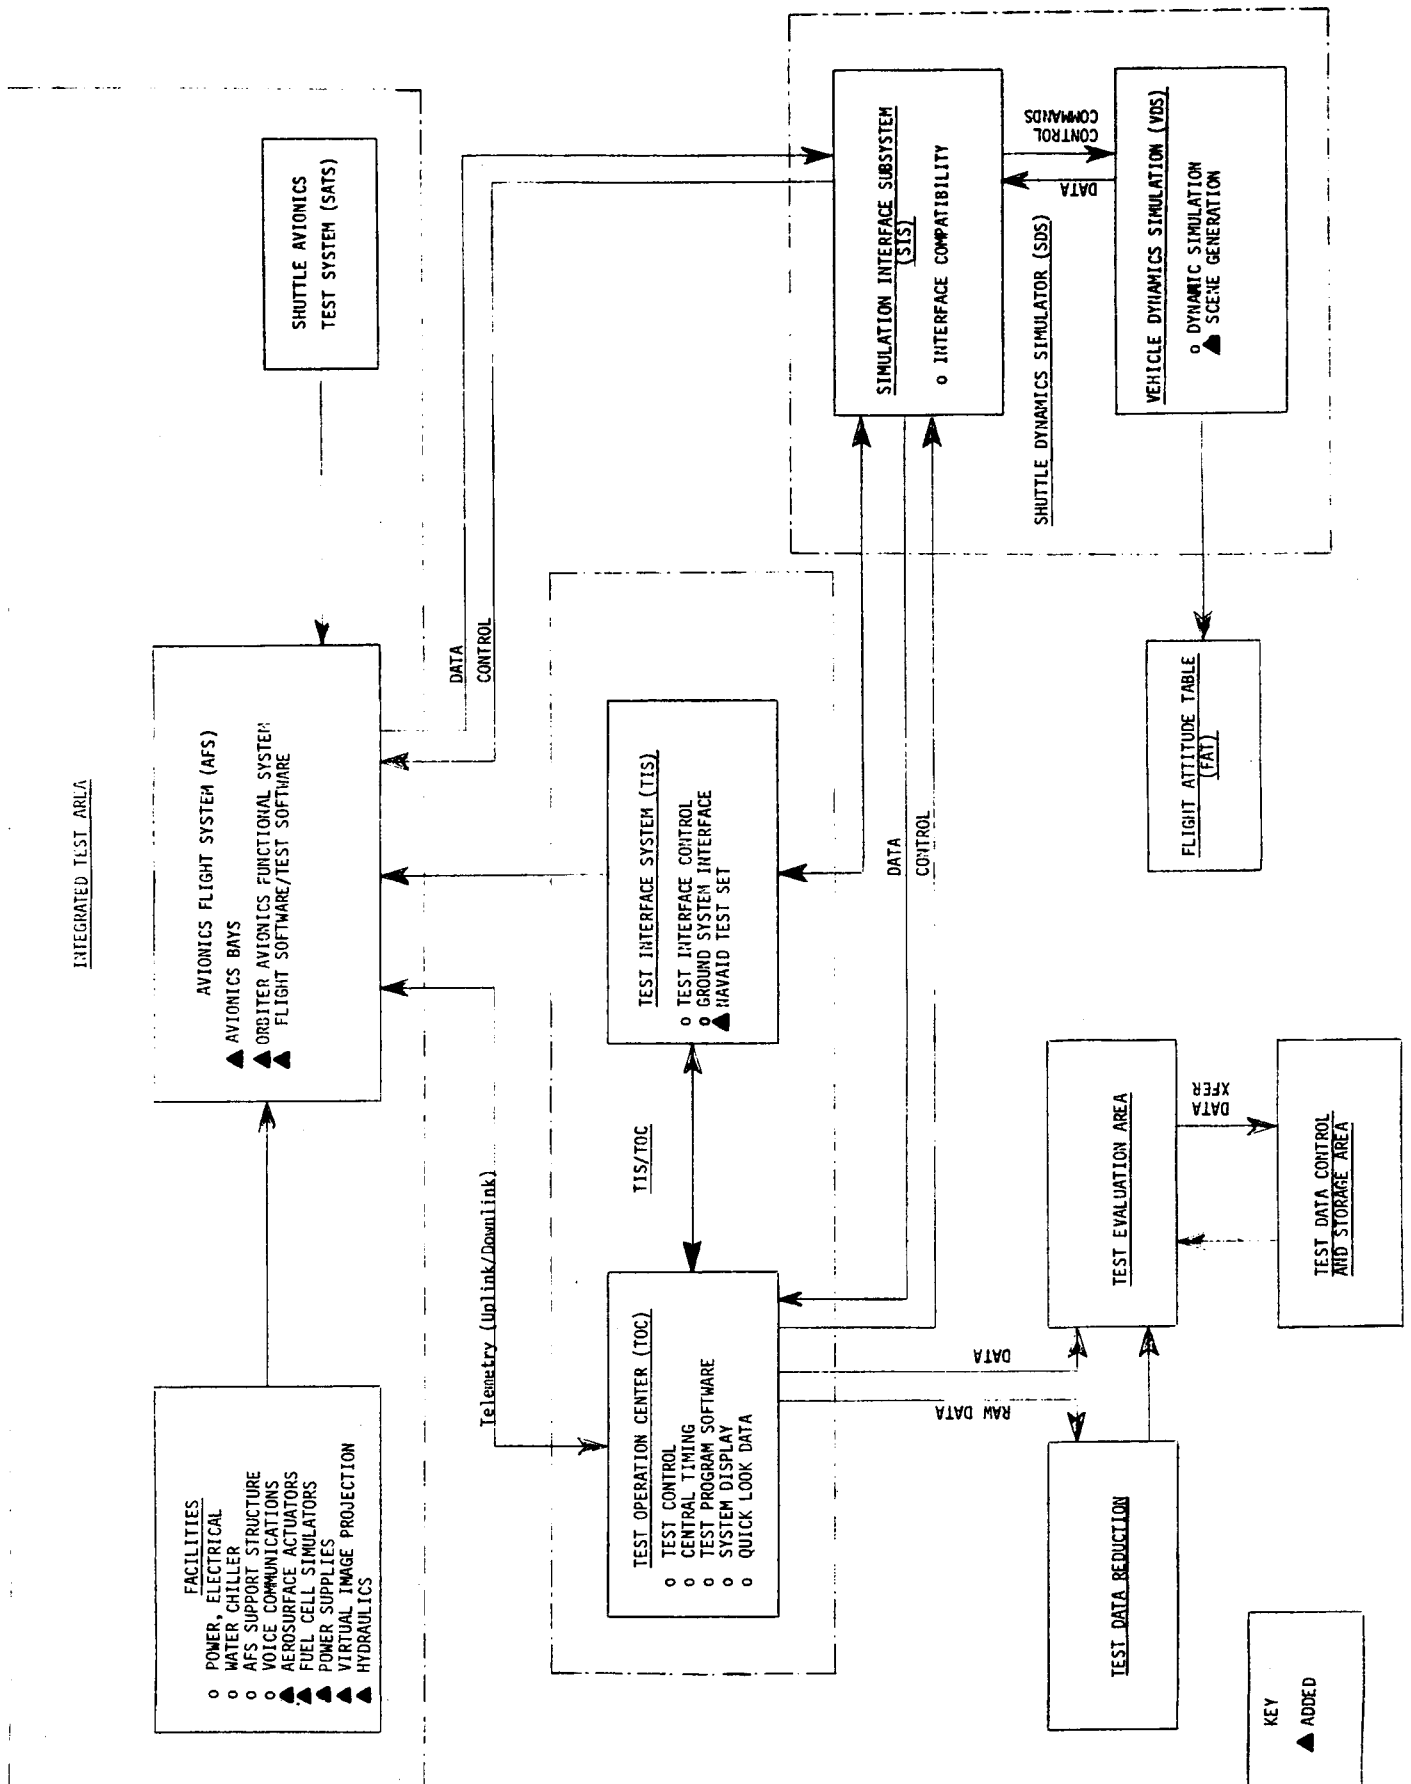 INTEGRATED TEST AREA
FACILITIES
o POWER, ELECTRICAL
o WATER CHILLER
o AFS SUPPORT STRUCTURE
o VOICE COMMUNICATIONS
▲ AEROSURFACE ACTUATORS
▲ FUEL CELL SIMULATORS
▲ POWER SUPPLIES
▲ VIRTUAL IMAGE PROJECTION
▲ HYDRAULICS
AVIONICS FLIGHT SYSTEM (AFS)
▲ AVIONICS BAYS
▲ ORBITER AVIONICS FUNCTIONAL SYSTEM
▲ FLIGHT SOFTWARE/TEST SOFTWARE
SHUTTLE AVIONICS
TEST SYSTEM (SATS)
DATA
CONTROL
Telemetry (Uplink/Downlink)
TEST OPERATION CENTER (TOC)
o TEST CONTROL
o CENTRAL TIMING
o TEST PROGRAM SOFTWARE
o SYSTEM DISPLAY
o QUICK LOOK DATA
TIS/TOC
TEST INTERFACE SYSTEM (TIS)
o TEST INTERFACE CONTROL
o GROUND SYSTEM INTERFACE
▲ NAVAID TEST SET
SIMULATION INTERFACE SUBSYSTEM
(SIS)
o INTERFACE COMPATIBILITY
DATA
CONTROL
COMMANDS
SHUTTLE DYNAMICS SIMULATOR (SDS)
VEHICLE DYNAMICS SIMULATION (VDS)
o DYNAMIC SIMULATION
▲ SCENE GENERATION
DATA
CONTROL
RAW DATA
DATA
TEST DATA REDUCTION
TEST EVALUATION AREA
DATA
XFER
TEST DATA CONTROL
AND STORAGE AREA
FLIGHT ATTITUDE TABLE
(FAT)
KEY
▲ ADDED